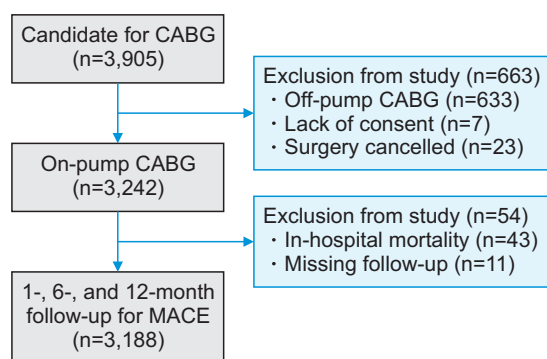 Candidate for CABG
(n=3,905)
Exclusion from study (n=663)
· Off-pump CABG (n=633)
· Lack of consent (n=7)
· Surgery cancelled (n=23)
On-pump CABG
(n=3,242)
Exclusion from study (n=54)
· In-hospital mortality (n=43)
· Missing follow-up (n=11)
1-, 6-, and 12-month
follow-up for MACE
(n=3,188)